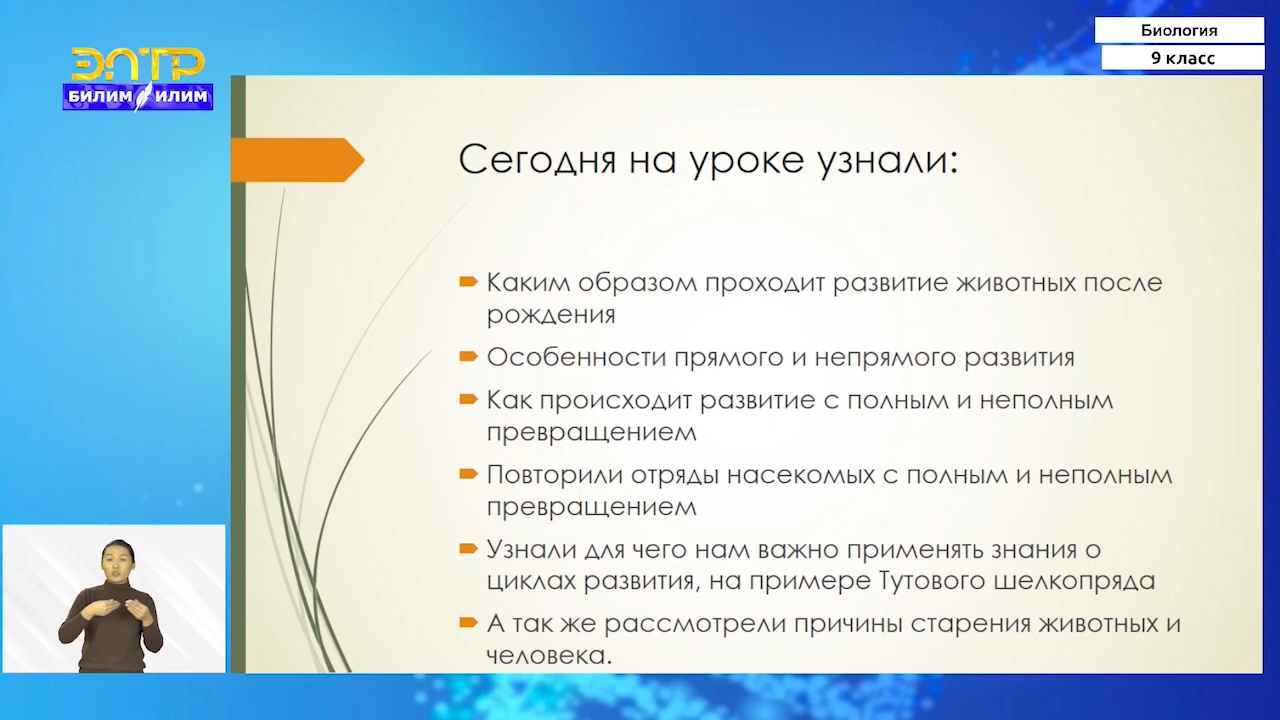 Биология
9 класс
ЭЛТР
БИЛИМ ИЛИМ
Сегодня на уроке узнали:
Каким образом проходит развитие животных после
рождения
Особенности прямого и непрямого развития
Как происходит развитие с полным и неполным
превращением
Повторили отряды насекомых с полным и неполным
превращением
Узнали для чего нам важно применять знания о
циклах развития, на примере Тутового шелкопряда
А так же рассмотрели причины старения животных и
человека.